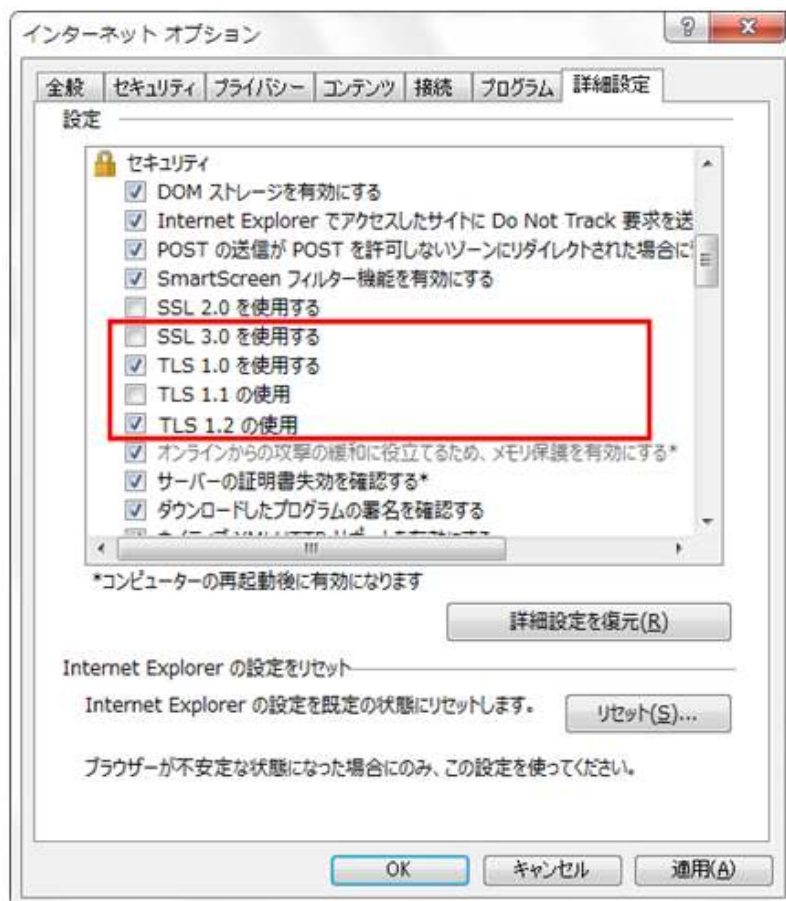 インターネット オプション
全般 セキュリティ プライバシー コンテンツ 接続 プログラム 詳細設定
設定
セキュリティ
DOM ストレージを有効にする
Internet Explorer でアクセスしたサイトに Do Not Track 要求を送
POST の送信が POST を許可しないゾーンにリダイレクトされた場合に
SmartScreen フィルター機能を有効にする
SSL 2.0 を使用する
SSL 3.0 を使用する
TLS 1.0 を使用する
TLS 1.1 の使用
TLS 1.2 の使用
オンラインからの攻撃の緩和に役立てるため、メモリ保護を有効にする*
サーバーの証明書失効を確認する*
ダウンロードしたプログラムの署名を確認する
*コンピューターの再起動後に有効になります
詳細設定を復元(R)
Internet Explorer の設定をリセット
Internet Explorer の設定を既定の状態にリセットします。
リセット(S)...
ブラウザーが不安定な状態になった場合にのみ、この設定を使ってください。
OK キャンセル 適用(A)